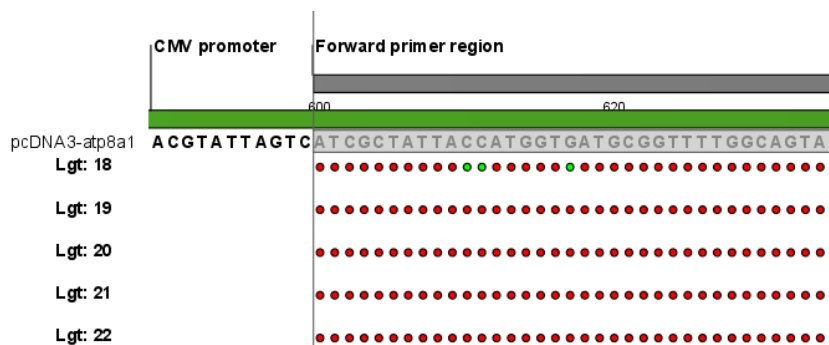 CMV promoter Forward primer region
600 620
pcDNA3-atp8a1 ACGTATTAGTCATCGCTATTACCATGGTGATGCGGTTTTGGCAGTA
Lgt: 18
Lgt: 19
Lgt: 20
Lgt: 21
Lgt: 22